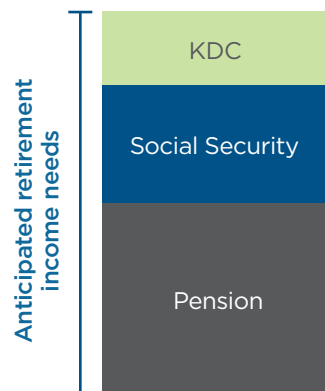 KDC
Social Security
Pension
Anticipated retirement
income needs